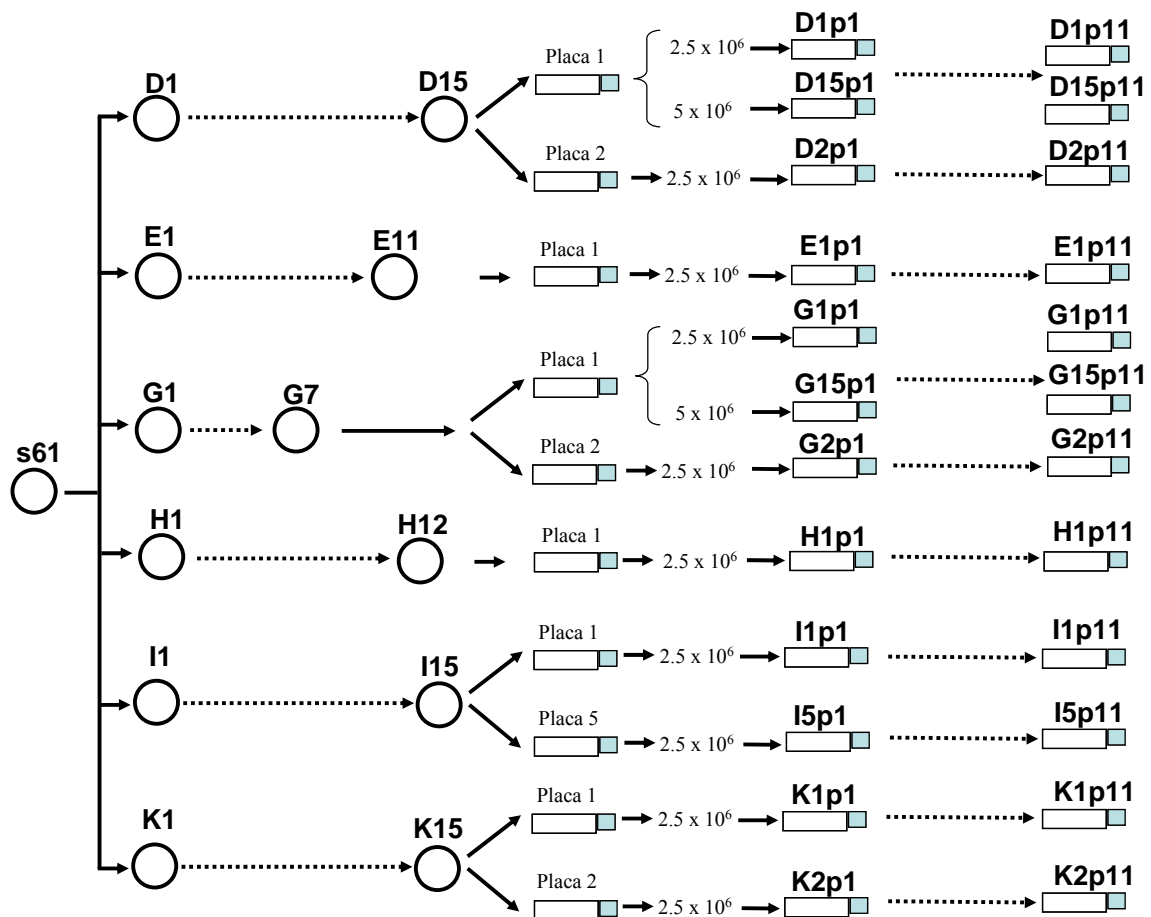 s61
D1
D15
Placa 1
2.5 x 10⁶
D1p1
D1p11
5 x 10⁶
D15p1
D15p11
Placa 2
2.5 x 10⁶
D2p1
D2p11
E1
E11
Placa 1
2.5 x 10⁶
E1p1
E1p11
G1
G7
Placa 1
2.5 x 10⁶
G1p1
G1p11
5 x 10⁶
G15p1
G15p11
Placa 2
2.5 x 10⁶
G2p1
G2p11
H1
H12
Placa 1
2.5 x 10⁶
H1p1
H1p11
I1
I15
Placa 1
2.5 x 10⁶
I1p1
I1p11
Placa 5
2.5 x 10⁶
I5p1
I5p11
K1
K15
Placa 1
2.5 x 10⁶
K1p1
K1p11
Placa 2
2.5 x 10⁶
K2p1
K2p11